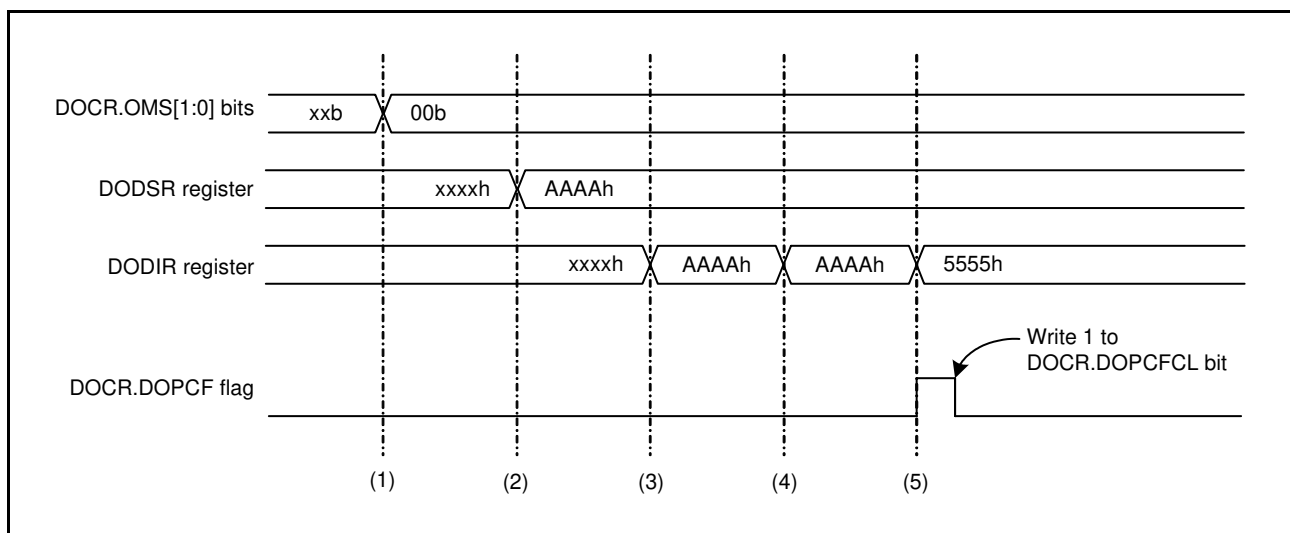 DOCR.OMS[1:0] bits
xxb
00b
DODSR register
xxxxh
AAAAh
DODIR register
xxxxh
AAAAh
AAAAh
5555h
Write 1 to
DOCR.DOPCFCL bit
DOCR.DOPCF flag
(1)
(2)
(3)
(4)
(5)